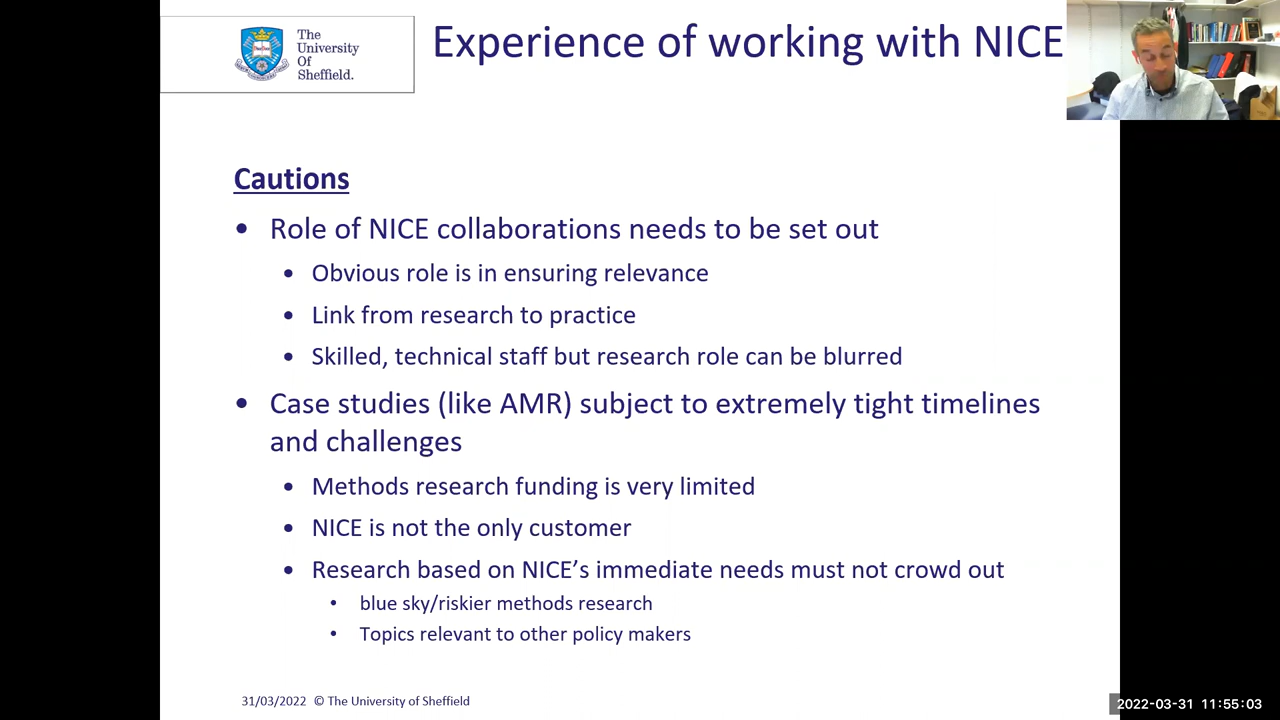 The
University
Of
Sheffield.
Experience of working with NICE
Cautions
• Role of NICE collaborations needs to be set out
• Obvious role is in ensuring relevance
• Link from research to practice
• Skilled, technical staff but research role can be blurred
• Case studies (like AMR) subject to extremely tight timelines
and challenges
• Methods research funding is very limited
• NICE is not the only customer
• Research based on NICE’s immediate needs must not crowd out
• blue sky/riskier methods research
• Topics relevant to other policy makers
31/03/2022 © The University of Sheffield
2022-03-31 11:55:03